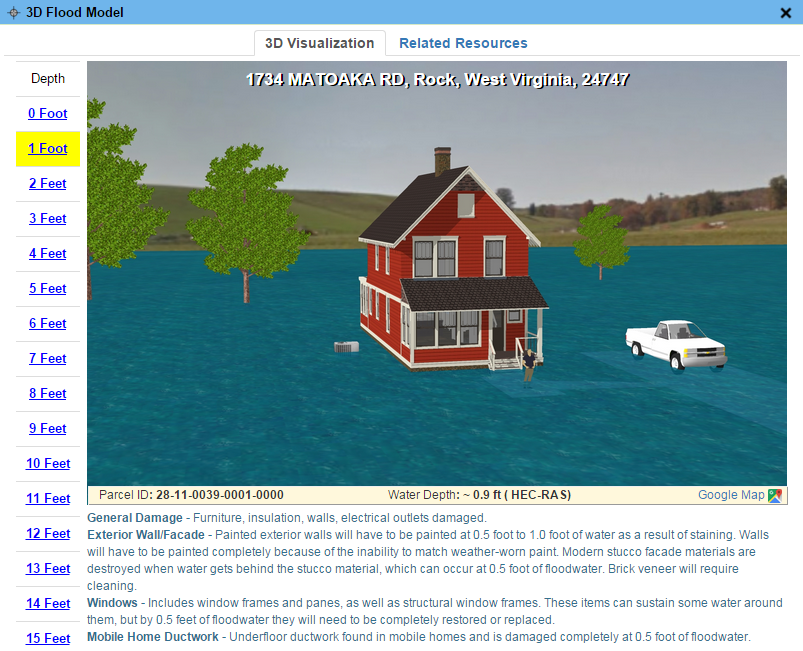 3D Flood Model
3D Visualization
Related Resources
Depth
0 Foot
1 Foot
2 Feet
3 Feet
4 Feet
5 Feet
6 Feet
7 Feet
8 Feet
9 Feet
10 Feet
11 Feet
12 Feet
13 Feet
14 Feet
15 Feet
1734 MATOAKA RD, Rock, West Virginia, 24747
Parcel ID: 28-11-0039-0001-0000
Water Depth: ~ 0.9 ft ( HEC-RAS)
Google Map
General Damage - Furniture, insulation, walls, electrical outlets damaged.
Exterior Wall/Facade - Painted exterior walls will have to be painted at 0.5 foot to 1.0 foot of water as a result of staining. Walls
will have to be painted completely because of the inability to match weather-worn paint. Modern stucco facade materials are
destroyed when water gets behind the stucco material, which can occur at 0.5 foot of floodwater. Brick veneer will require
cleaning.
Windows - Includes window frames and panes, as well as structural window frames. These items can sustain some water around
them, but by 0.5 feet of floodwater they will need to be completely restored or replaced.
Mobile Home Ductwork - Underfloor ductwork found in mobile homes and is damaged completely at 0.5 foot of floodwater.